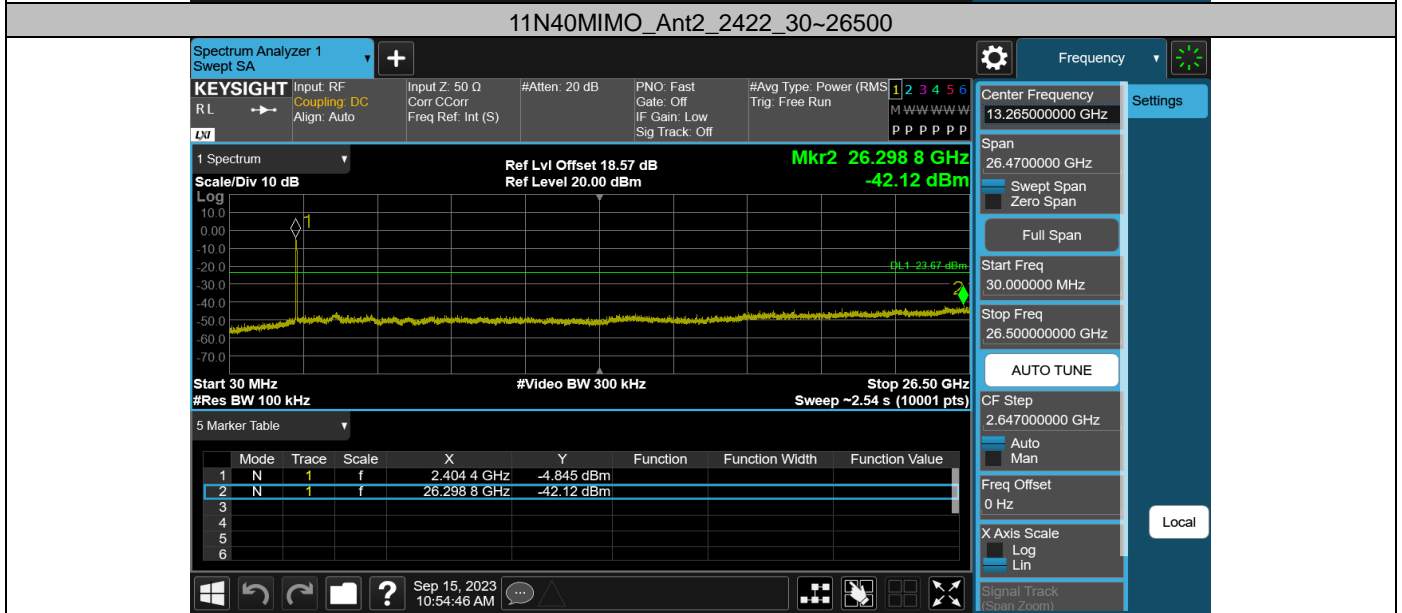 11N40MIMO_Ant2_2422_30~26500
Spectrum Analyzer 1
Swept SA
+
Frequency
KEYSIGHT
Input: RF
Input Z: 50 Ω
#Atten: 20 dB
PNO: Fast
#Avg Type: Power (RMS
1 2 3 4 5 6
RL
Coupling: DC
Corr CCorr
Gate: Off
Trig: Free Run
M W W W W W
Align: Auto
Freq Ref: Int (S)
IF Gain: Low
LXI
Sig Track: Off
P P P P P P
Center Frequency
13.265000000 GHz
Settings
Span
26.4700000 GHz
Swept Span
Zero Span
Full Span
Start Freq
30.000000 MHz
Stop Freq
26.500000000 GHz
AUTO TUNE
CF Step
2.647000000 GHz
Auto
Man
Freq Offset
0 Hz
X Axis Scale
Log
Lin
Signal Track
(Span Zoom)
Local
1 Spectrum
Ref Lvl Offset 18.57 dB
Mkr2 26.298 8 GHz
Scale/Div 10 dB
Ref Level 20.00 dBm
-42.12 dBm
Log
10.0
1
0.00
-10.0
-20.0
DL1 -23.67 dBm
-30.0
2
-40.0
-50.0
-60.0
-70.0
Start 30 MHz
#Video BW 300 kHz
Stop 26.50 GHz
#Res BW 100 kHz
Sweep ~2.54 s (10001 pts)
5 Marker Table
Mode Trace Scale X Y Function Function Width Function Value
1 N 1 f 2.404 4 GHz -4.845 dBm
2 N 1 f 26.298 8 GHz -42.12 dBm
3
4
5
6
?
Sep 15, 2023
10:54:46 AM